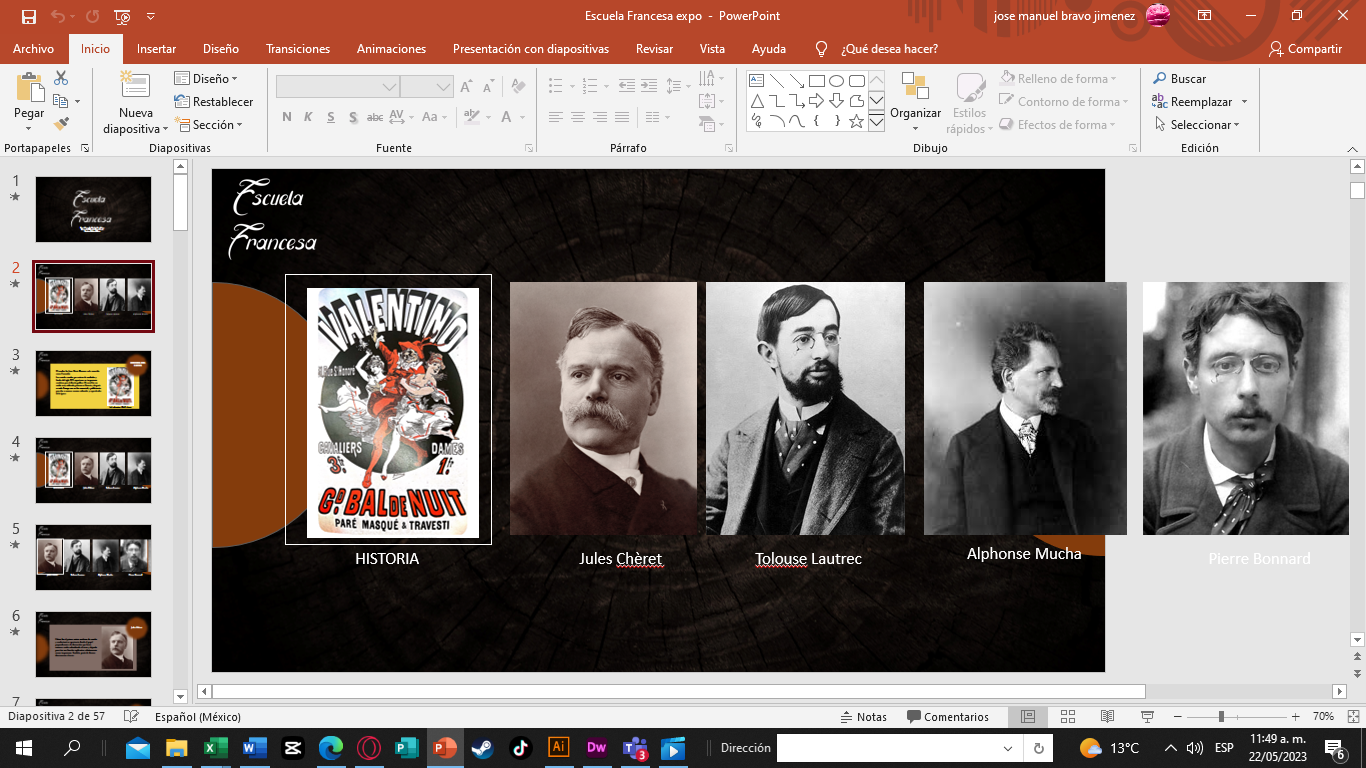 Escuela Francesa expo - PowerPoint
jose manuel bravo jimenez
Archivo Inicio Insertar Diseño Transiciones Animaciones Presentación con diapositivas Revisar Vista Ayuda ¿Qué desea hacer? Compartir
Pegar
Nueva diapositiva
Diseño
Restablecer
Sección
N K S S abc AV Aa
A
Organizar
Estilos rápidos
Relleno de forma
Contorno de forma
Efectos de forma
Buscar
Reemplazar
Seleccionar
Portapapeles Diapositivas Fuente Párrafo Dibujo Edición
1
Escuela
Francesa
2
3
4
5
6
7
Escuela
Francesa
VALENTINO
CAVALIERS DAMES
3f. 1f.
Gd. BAL DE NUIT
PARÉ MASQUÉ & TRAVESTI
HISTORIA
Jules Chèret
Tolouse Lautrec
Alphonse Mucha
Pierre Bonnard
Diapositiva 2 de 57 Español (México) Notas Comentarios 70%
Dirección 13°C ESP
11:49 a. m.
22/05/2023
6